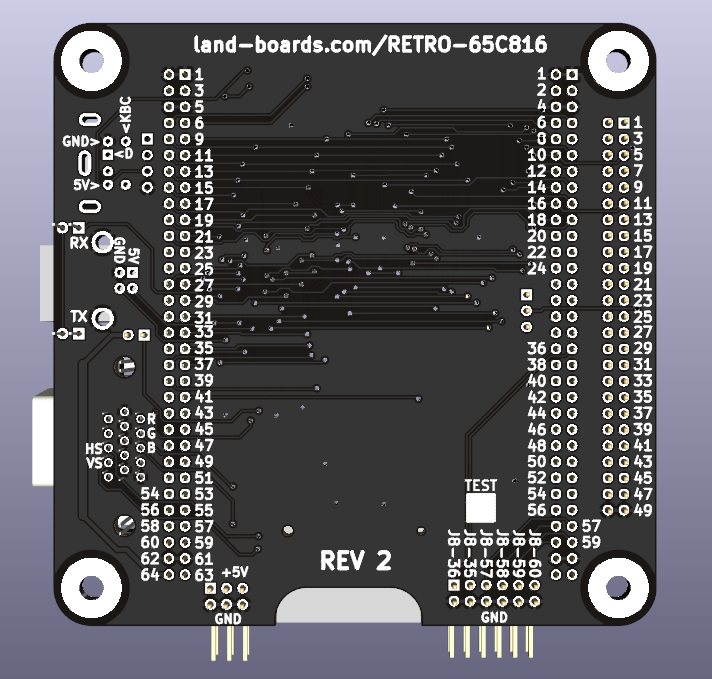 land-boards.com/RETRO-65C816
1 1
3 2
5 4 1
6 6 3
9 8 5
11 10 7
13 12 9
15 14 11
17 16 13
19 18 15
21 20 17
23 22 19
25 24 21
27 23
29 25
31 27
33 29
35 36 31
37 38 33
39 40 35
41 42 37
43 44 39
45 46 41
47 48 43
49 50 45
51 52 47
54 53 54 49
56 55 56
58 57 57
60 59 59
62 61
64 63
<KBC
GND>
<D
5V>
RX
GND
5V
TX
R
G
HS B
VS
TEST
REV 2
J8-36
J8-35
J8-57
J8-58
J8-59
J8-60
+5V
GND
GND